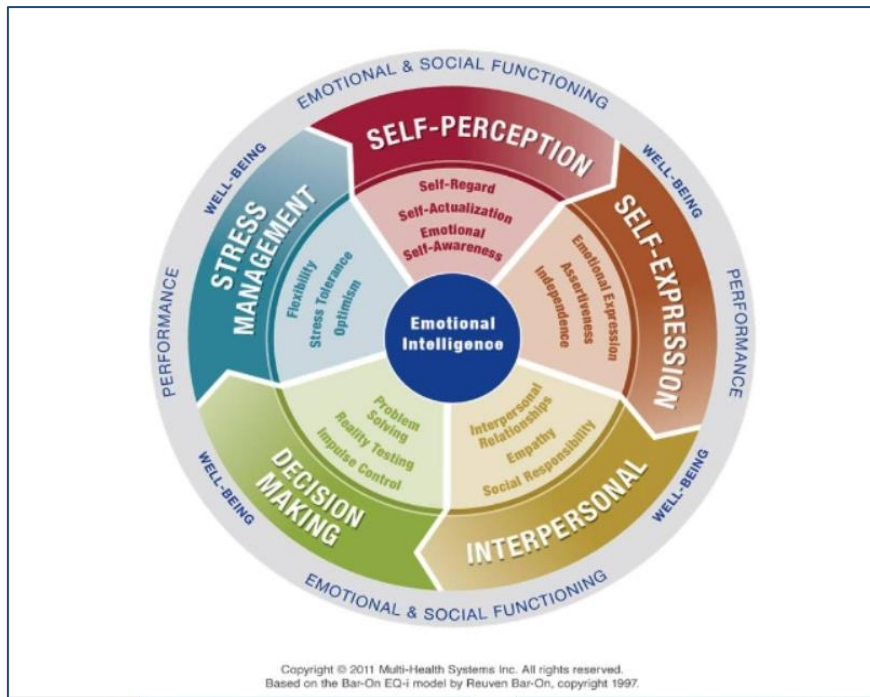 EMOTIONAL & SOCIAL FUNCTIONING
WELL-BEING
WELL-BEING
PERFORMANCE
PERFORMANCE
WELL-BEING
WELL-BEING
EMOTIONAL & SOCIAL FUNCTIONING
SELF-PERCEPTION
Self-Regard
Self-Actualization
Emotional
Self-Awareness
SELF-EXPRESSION
Emotional Expression
Assertiveness
Independence
INTERPERSONAL
Interpersonal
Relationships
Empathy
Social Responsibility
DECISION
MAKING
Problem
Solving
Reality Testing
Impulse Control
STRESS
MANAGEMENT
Flexibility
Stress Tolerance
Optimism
Emotional
Intelligence
Copyright © 2011 Multi-Health Systems Inc. All rights reserved.
Based on the Bar-On EQ-i model by Reuven Bar-On, copyright 1997.